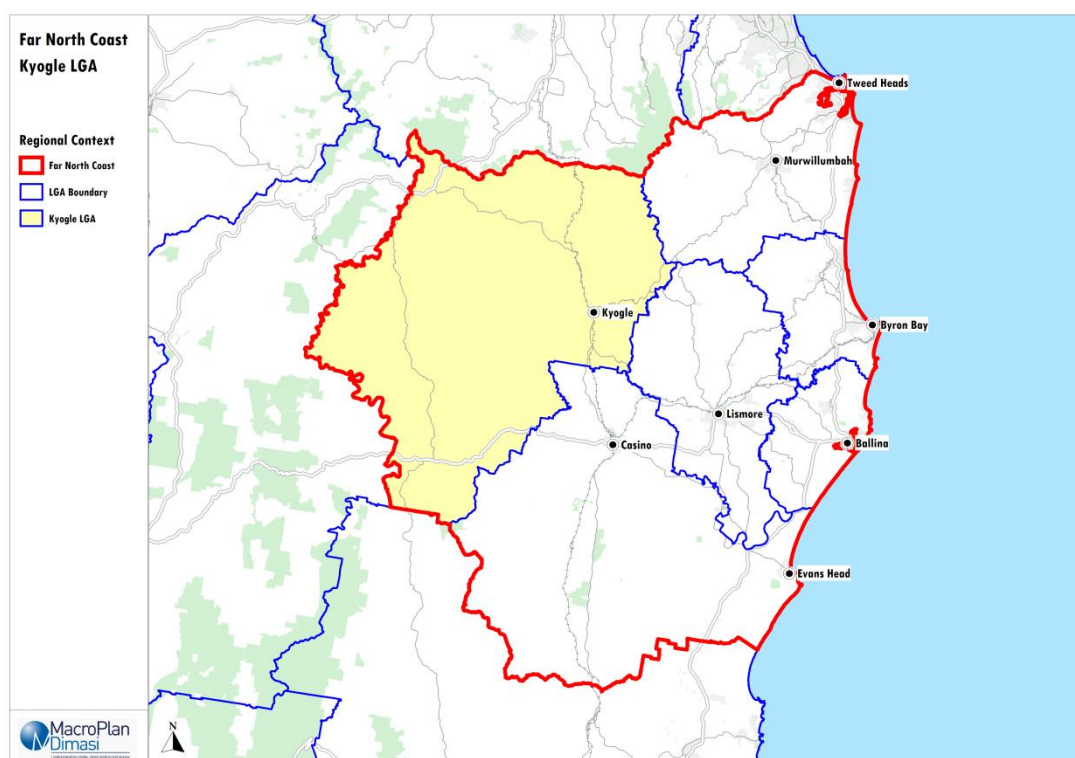 Far North Coast
Kyogle LGA
Regional Context
Far North Coast
LGA Boundary
Kyogle LGA
Tweed Heads
Murwillumbah
Kyogle
Byron Bay
Lismore
Ballina
Casino
Evans Head
MacroPlan
Dimasi
N